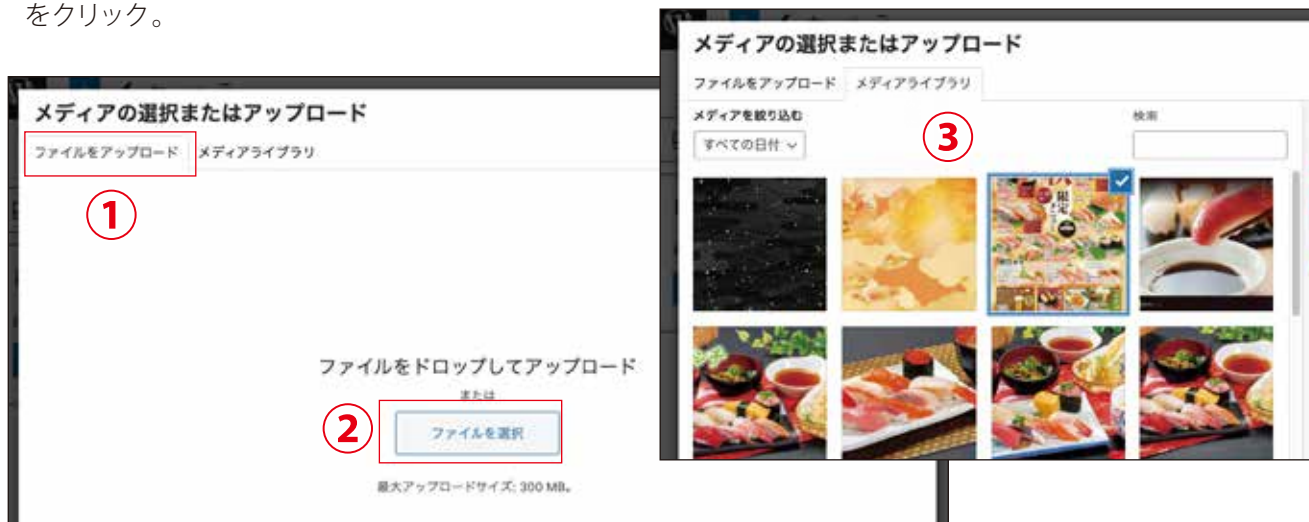 をクリック。
メディアの選択またはアップロード
ファイルをアップロード メディアライブラリ
①
ファイルをドロップしてアップロード
または
②
ファイルを選択
最大アップロードサイズ: 300 MB。
メディアの選択またはアップロード
ファイルをアップロード メディアライブラリ
メディアを絞り込む
検索
すべての日付
③
限定